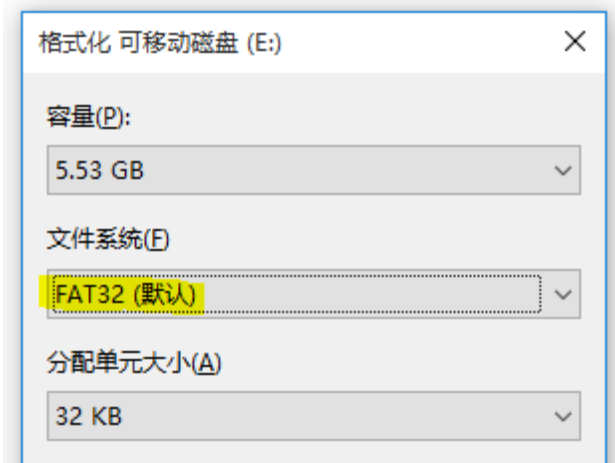 格式化 可移动磁盘 (E:)
容量(P):
5.53 GB
文件系统(F)
FAT32 (默认)
分配单元大小(A)
32 KB